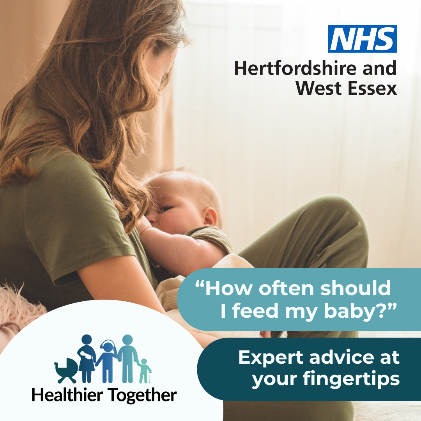 NHS
Hertfordshire and
West Essex
“How often should
I feed my baby?”
Expert advice at
your fingertips
Healthier Together